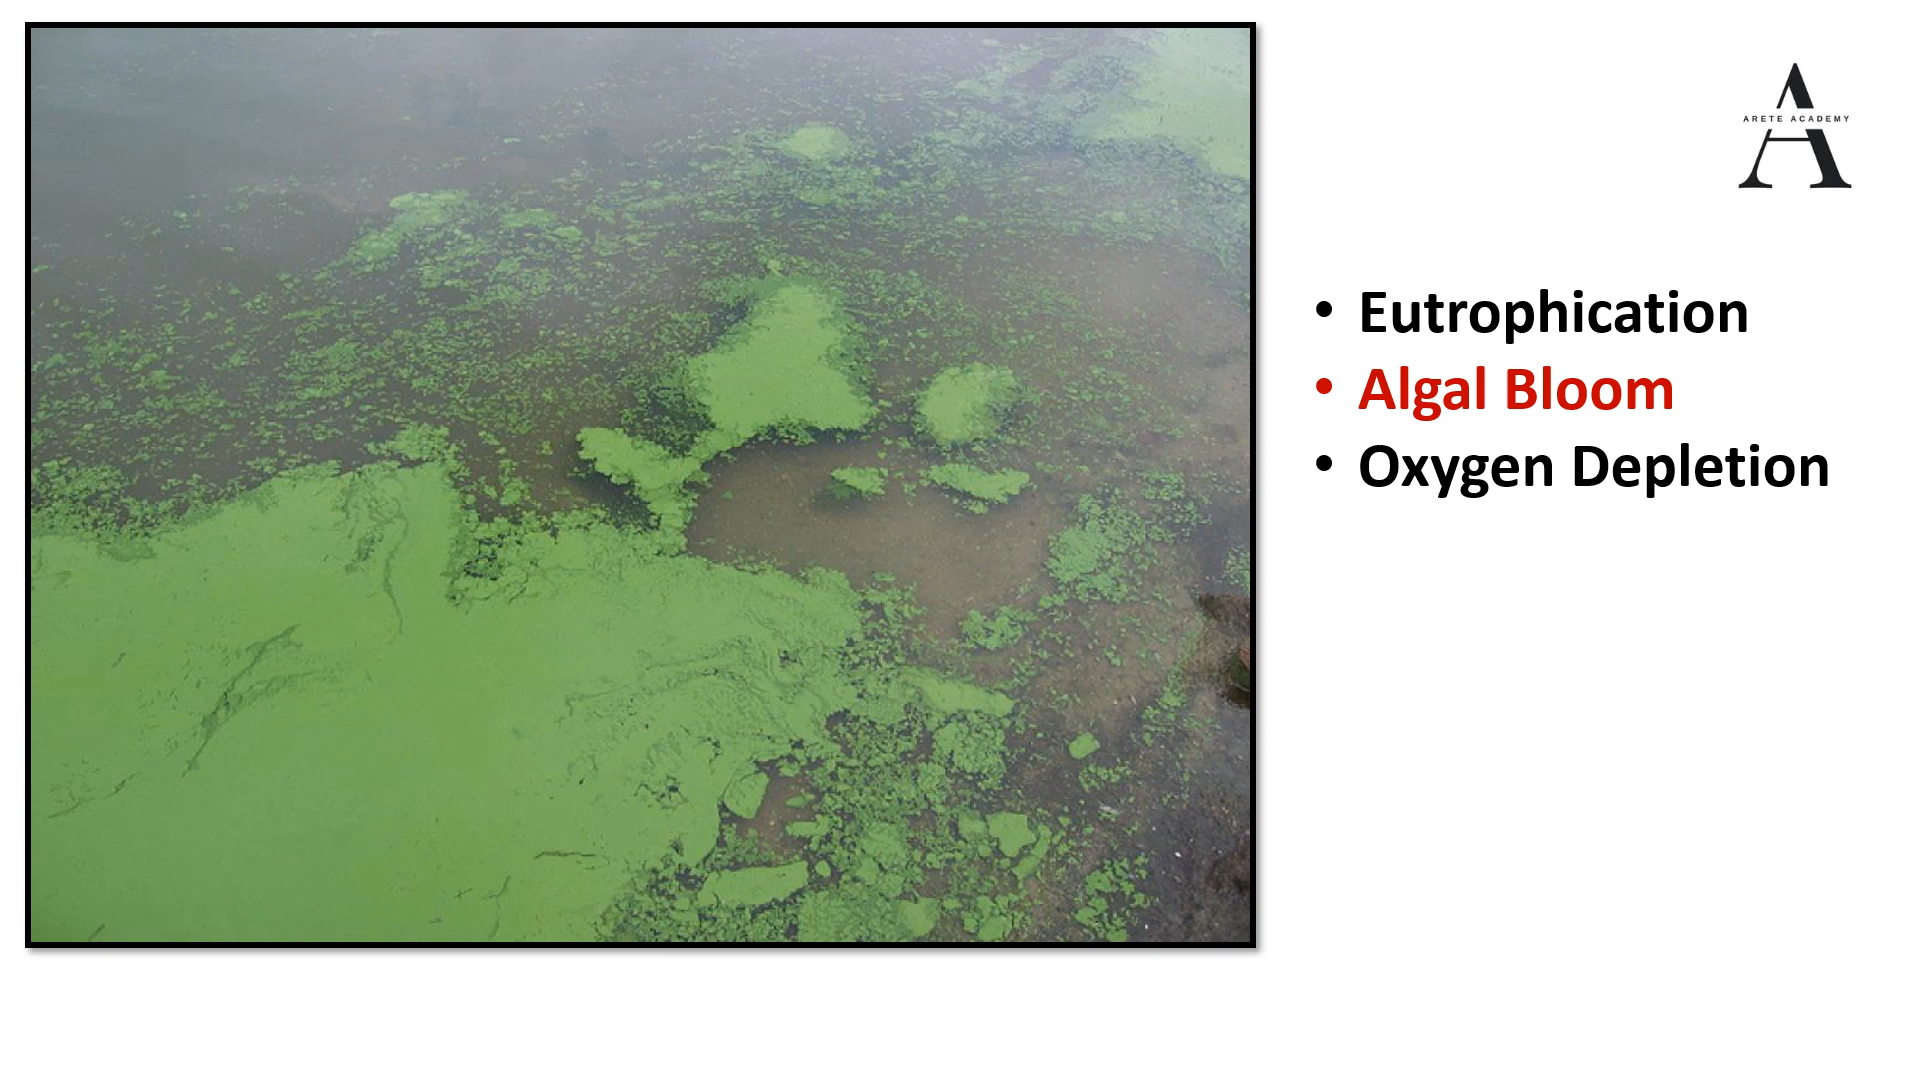 ARETE ACADEMY
• Eutrophication
• Algal Bloom
• Oxygen Depletion